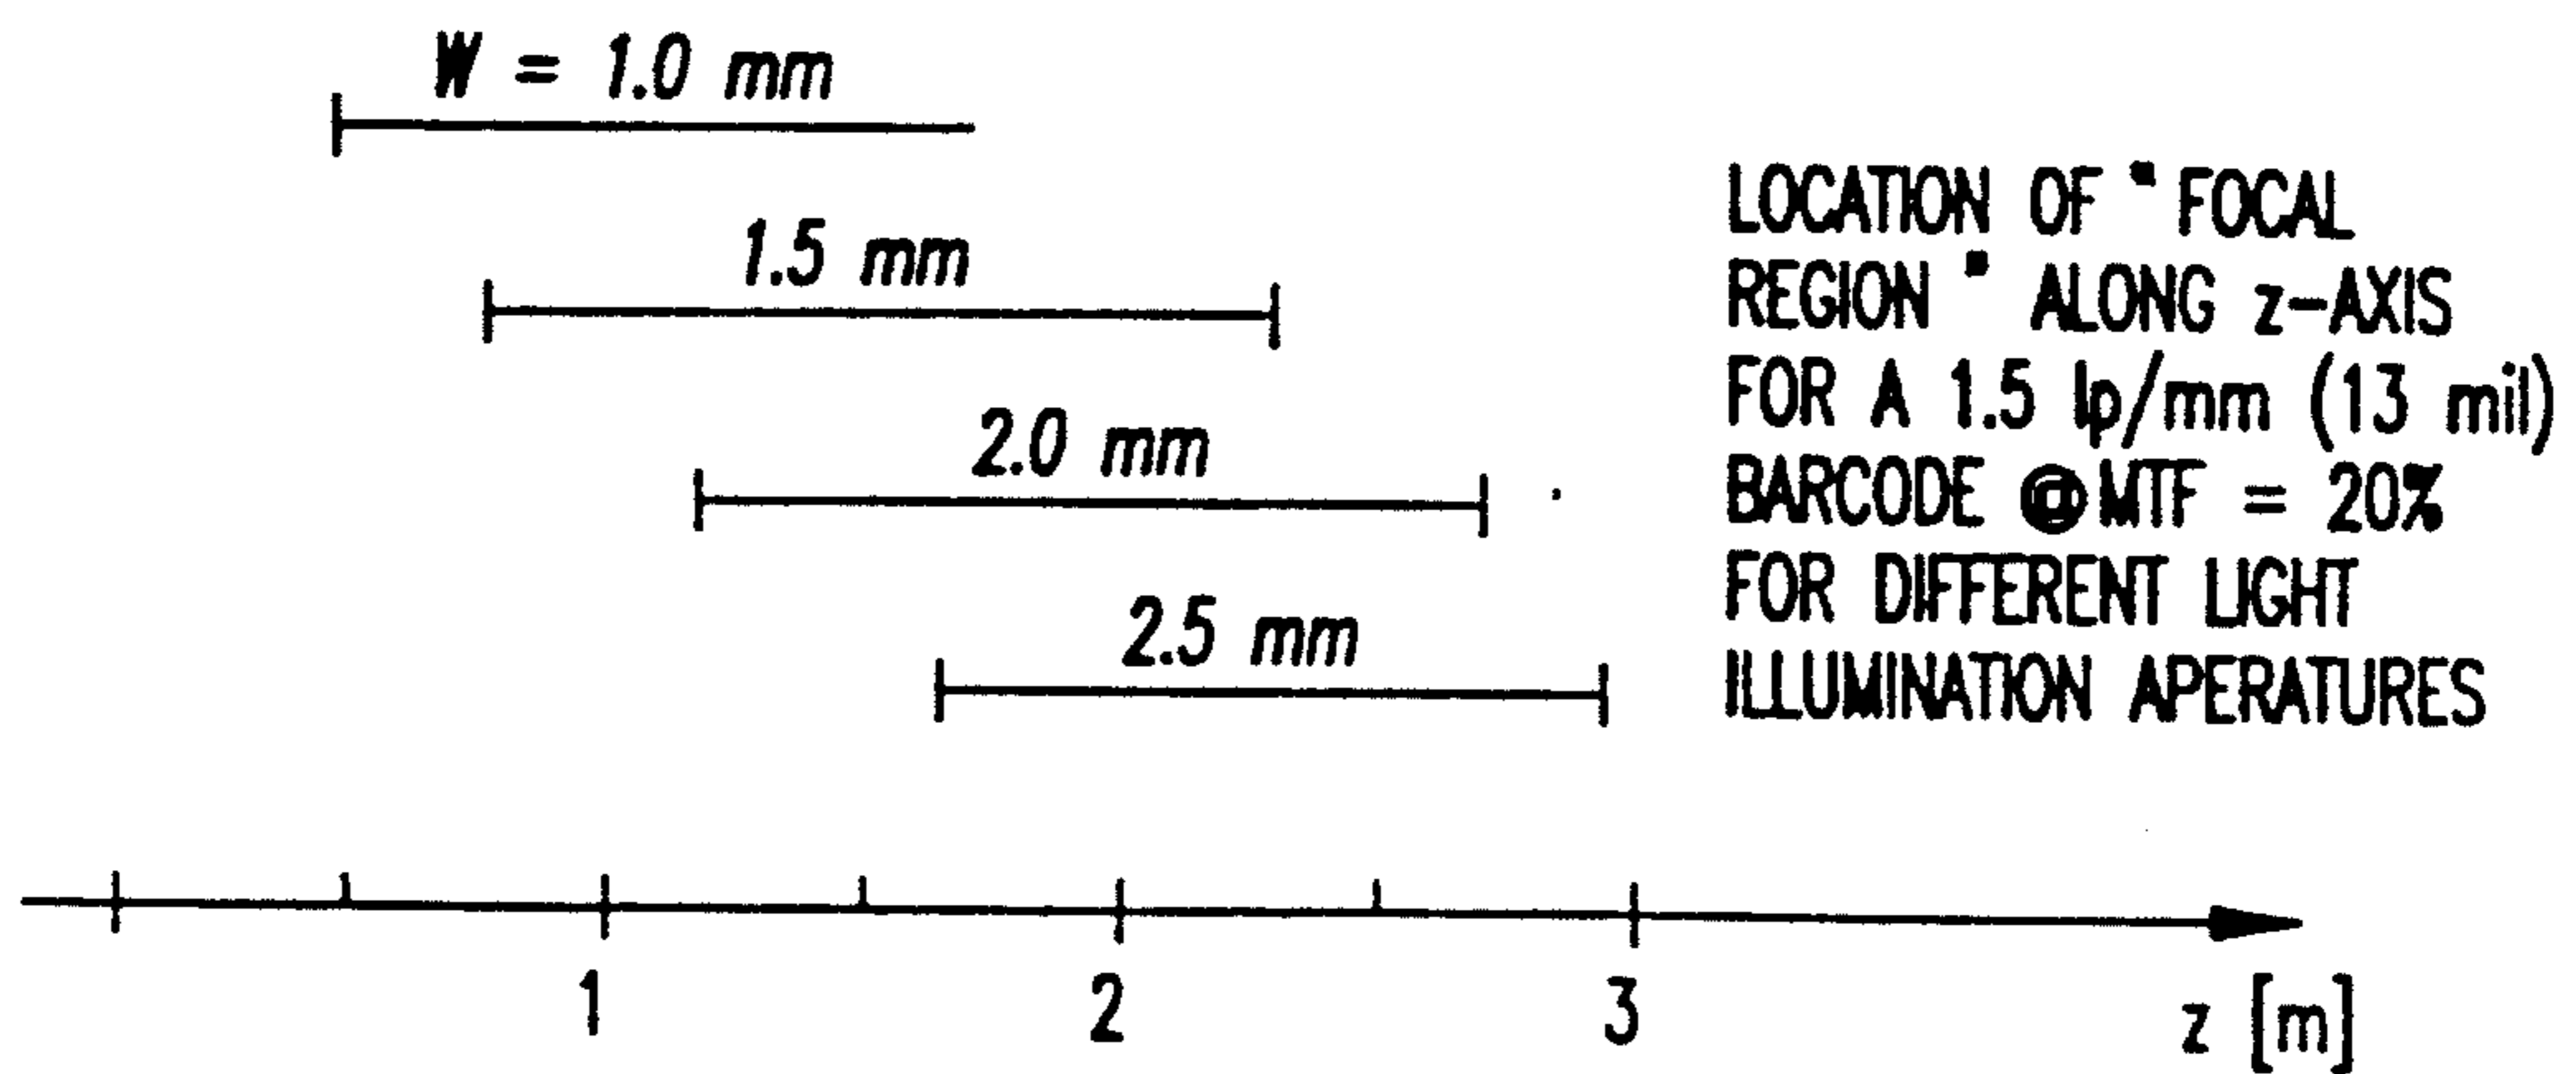 W = 1.0 mm
1.5 mm
2.0 mm
2.5 mm
LOCATION OF " FOCAL
REGION " ALONG z-AXIS
FOR A 1.5 lp/mm (13 mil)
BARCODE @ MTF = 20%
FOR DIFFERENT LIGHT
ILLUMINATION APERATURES
1 2 3 z [m]